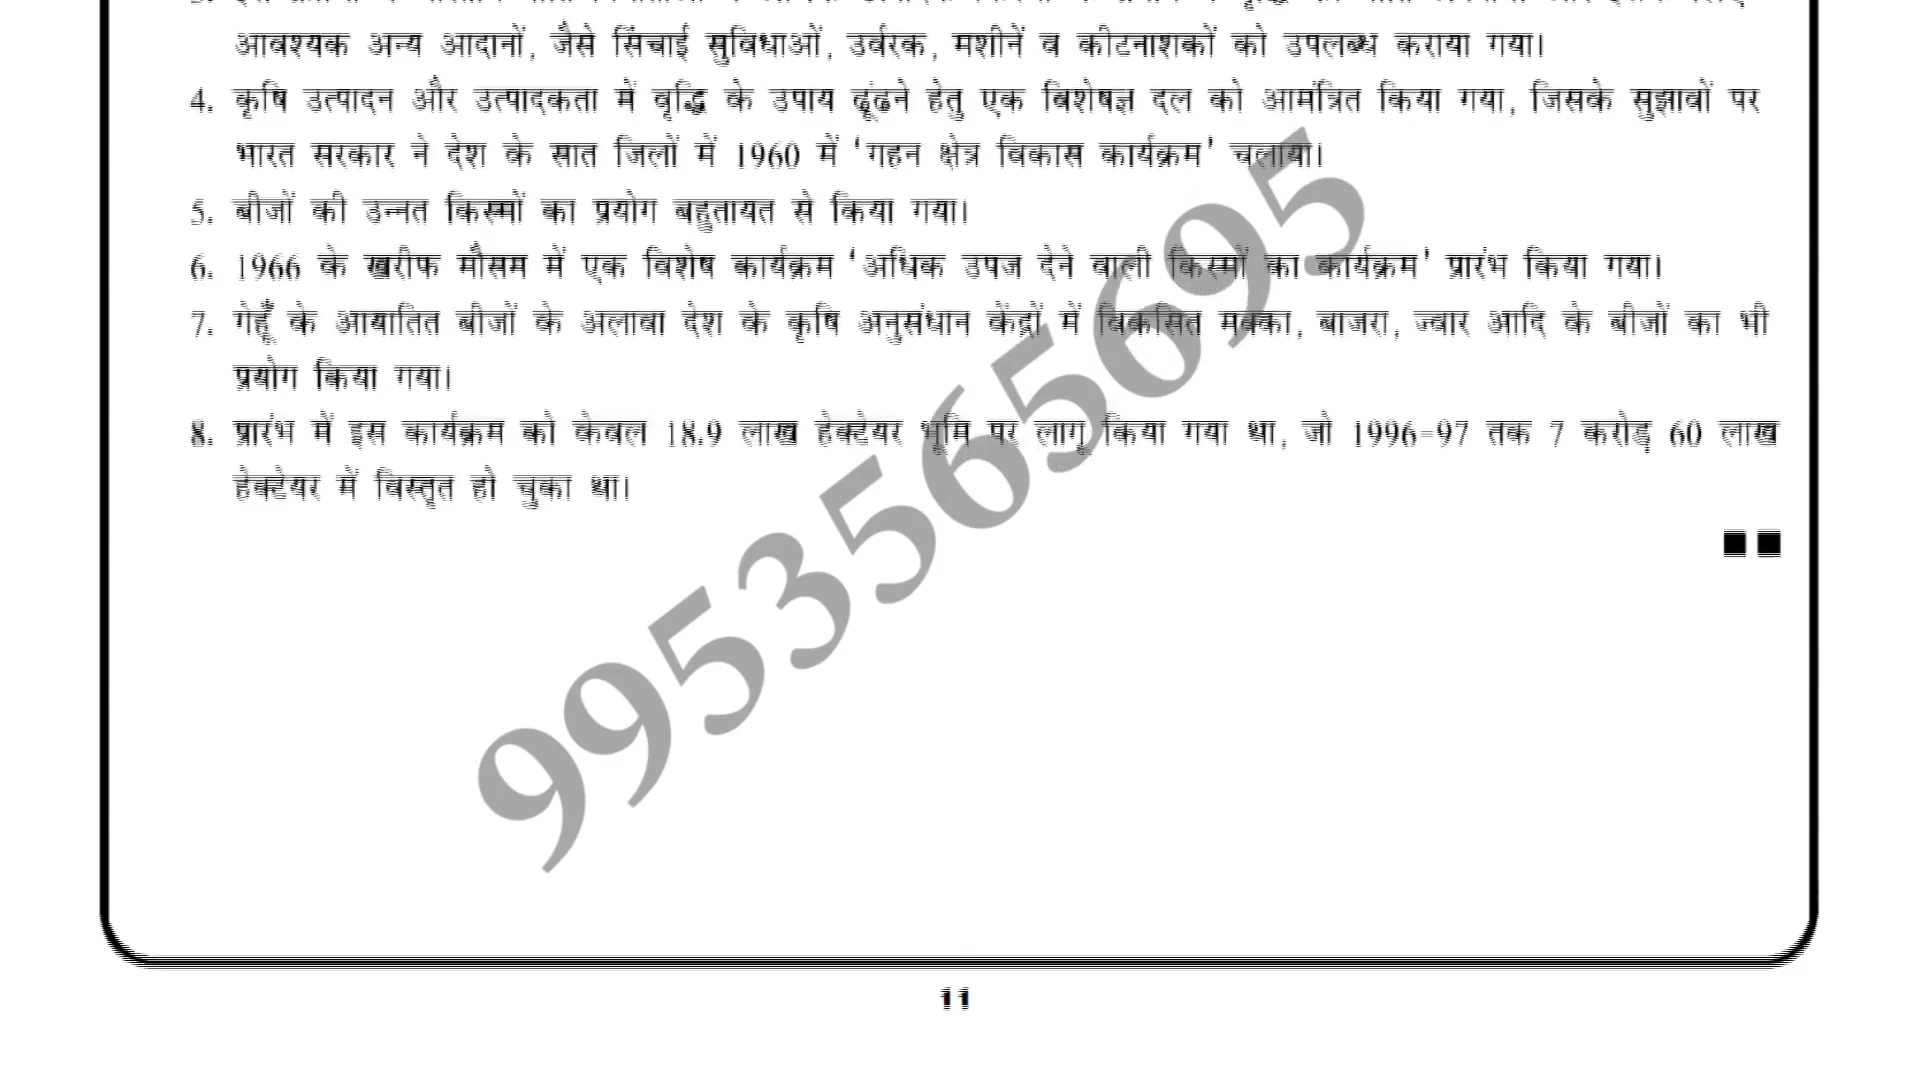 आवश्यक अन्य आदानों, जैसे सिंचाई सुविधाओं, उर्वरक, मशीनें व कीटनाशकों को उपलब्ध कराया गया।
4. कृषि उत्पादन और उत्पादकता में वृद्धि के उपाय ढूंढने हेतु एक विशेषज्ञ दल को आमंत्रित किया गया, जिसके सुझावों पर
भारत सरकार ने देश के सात जिलों में 1960 में 'गहन क्षेत्र विकास कार्यक्रम' चलाया।
5. बीजों की उन्नत किस्मों का प्रयोग बहुतायत से किया गया।
6. 1966 के खरीफ मौसम में एक विशेष कार्यक्रम 'अधिक उपज देने वाली किस्मों का कार्यक्रम' प्रारंभ किया गया।
7. गेहूँ के आयातित बीजों के अलावा देश के कृषि अनुसंधान केंद्रों में विकसित मक्का, बाजरा, ज्वार आदि के बीजों का भी
प्रयोग किया गया।
8. प्रारंभ में इस कार्यक्रम को केवल 18.9 लाख हेक्टेयर भूमि पर लागू किया गया था, जो 1996-97 तक 7 करोड़ 60 लाख
हेक्टेयर में विस्तृत हो चुका था।
9953565695
11